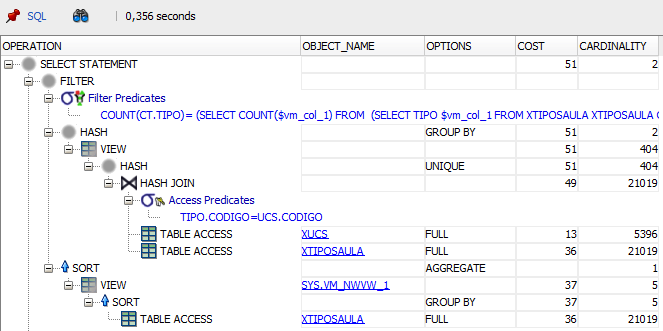 SQL 0,356 seconds
OPERATION OBJECT_NAME OPTIONS COST CARDINALITY
SELECT STATEMENT 51 2
FILTER
Filter Predicates
COUNT(CT.TIPO)= (SELECT COUNT($vm_col_1) FROM (SELECT TIPO $vm_col_1 FROM XTIPOSAULA XTIPOSAULA
HASH GROUP BY 51 2
VIEW 51 404
HASH UNIQUE 51 404
HASH JOIN 49 21019
Access Predicates
TIPO.CODIGO=UCS.CODIGO
TABLE ACCESS XUCS FULL 13 5396
TABLE ACCESS XTIPOSAULA FULL 36 21019
SORT AGGREGATE 1
VIEW SYS.VM_NWVW_1 37 5
SORT GROUP BY 37 5
TABLE ACCESS XTIPOSAULA FULL 36 21019